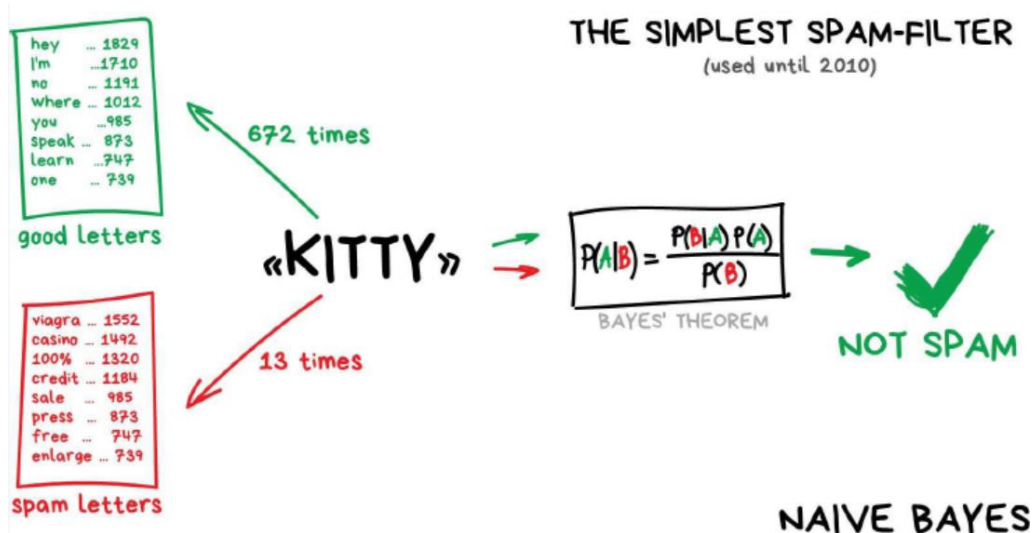 THE SIMPLEST SPAM-FILTER
(used until 2010)
hey ... 1829
I'm ...1710
no ... 1191
where ... 1012
you ...985
speak ... 873
learn ...747
one ... 739
good letters
672 times
«KITTY»
13 times
viagra ... 1552
casino ... 1492
100% ... 1320
credit ... 1184
sale ... 985
press ... 873
free ... 747
enlarge ... 739
spam letters
P(A|B) = P(B|A) P(A) / P(B)
BAYES' THEOREM
NOT SPAM
NAIVE BAYES